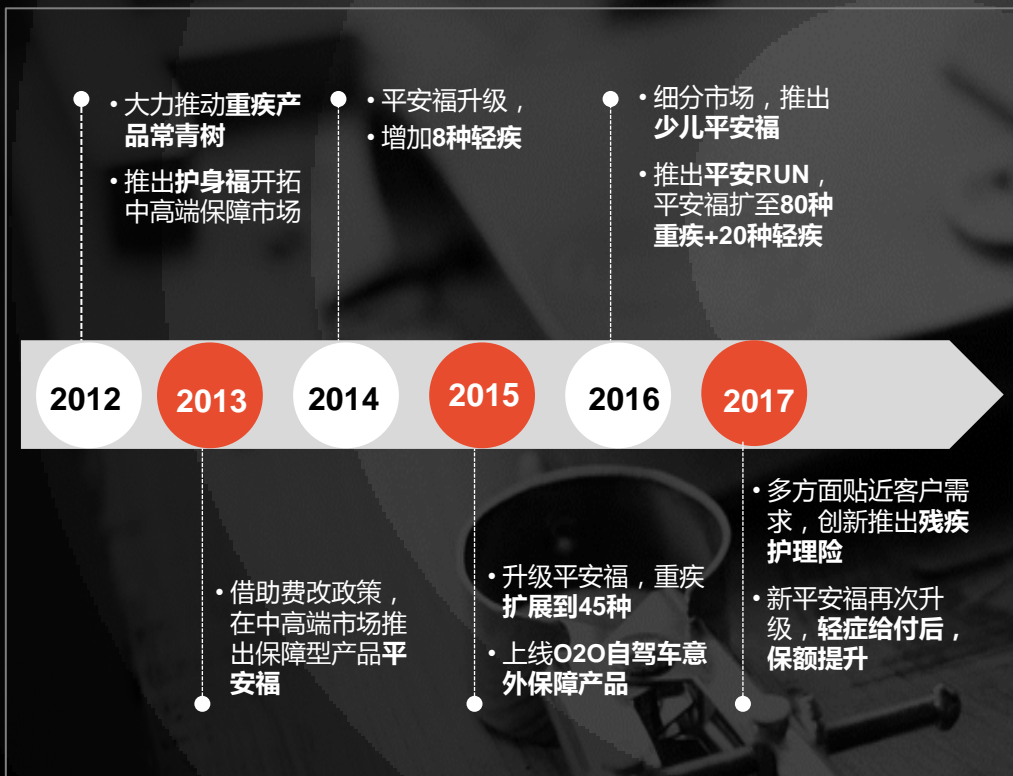 • 大力推动重疾产
品常青树
• 推出护身福开拓
中高端保障市场
• 平安福升级，
• 增加8种轻疾
• 细分市场，推出
少儿平安福
• 推出平安RUN，
平安福扩至80种
重疾+20种轻疾
2012
2013
2014
2015
2016
2017
• 借助费改政策，
在中高端市场推
出保障型产品平
安福
• 升级平安福，重疾
扩展到45种
• 上线O2O自驾车意
外保障产品
• 多方面贴近客户需
求，创新推出残疾
护理险
• 新平安福再次升
级，轻症给付后，
保额提升